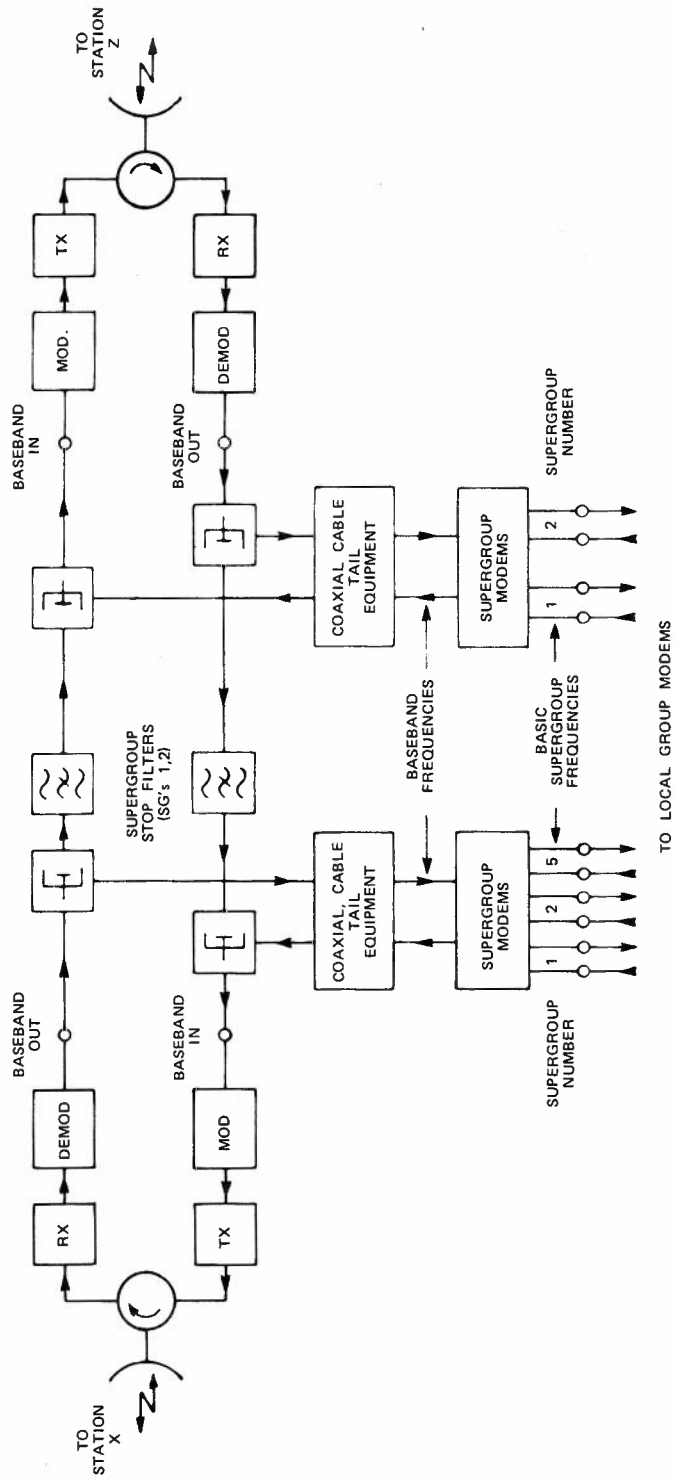 TO
STATION
X
RX
DEMOD
BASEBAND
OUT
BASEBAND
IN
MOD.
TX
TO
STATION
Z
SUPERGROUP
STOP FILTERS
(SG's 1,2)
TX
MOD
BASEBAND
IN
BASEBAND
OUT
DEMOD
RX
COAXIAL, CABLE
TAIL
EQUIPMENT
BASEBAND
FREQUENCIES
COAXIAL CABLE
TAIL
EQUIPMENT
SUPERGROUP
MODEMS
SUPERGROUP
MODEMS
SUPERGROUP
NUMBER
1
2
5
BASIC
SUPERGROUP
FREQUENCIES
1
2
SUPERGROUP
NUMBER
TO LOCAL GROUP MODEMS